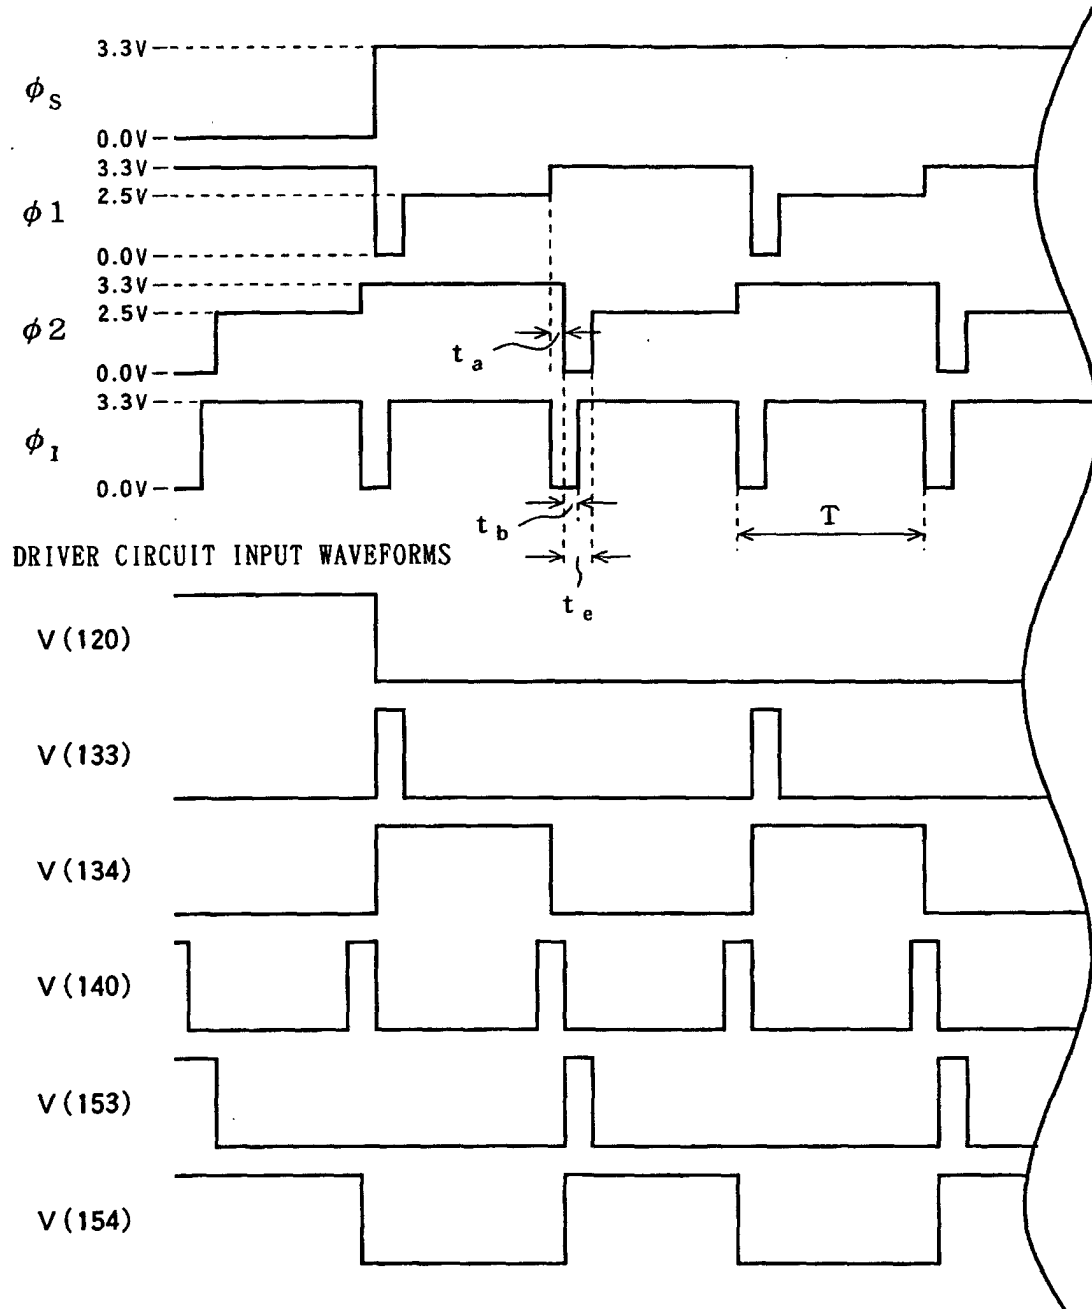 3.3V
ϕS
0.0V
3.3V
2.5V
ϕ1
0.0V
3.3V
2.5V
ϕ2
ta
0.0V
3.3V
ϕI
0.0V
tb
T
DRIVER CIRCUIT INPUT WAVEFORMS
te
V(120)
V(133)
V(134)
V(140)
V(153)
V(154)